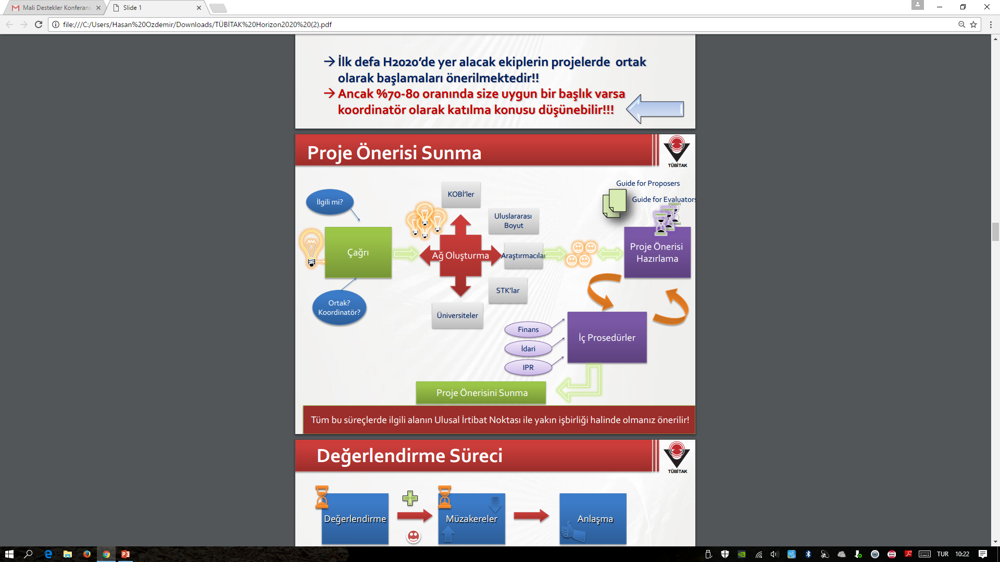 Mali Destekler Konferans
Slide 1
file:///C:/Users/Hasan%20Ozdemir/Downloads/TÜBİTAK%20Horizon2020%20(2).pdf
→ İlk defa H2020’de yer alacak ekiplerin projelerde ortak
olarak başlamaları önerilmektedir!!
→ Ancak %70-80 oranında size uygun bir başlık varsa
koordinatör olarak katılma konusu düşünebilir!!!
Proje Önerisi Sunma
TÜBİTAK
Guide for Proposers
Guide for Evaluators
İlgili mi?
KOBİ’ler
Uluslararası
Boyut
Çağrı
Ağ Oluşturma
Araştırmacılar
Proje Önerisi
Hazırlama
STK’lar
Ortak?
Koordinatör?
Üniversiteler
Finans
İdari
IPR
İç Prosedürler
Proje Önerisini Sunma
Tüm bu süreçlerde ilgili alanın Ulusal İrtibat Noktası ile yakın işbirliği halinde olmanız önerilir!
Değerlendirme Süreci
TÜBİTAK
Değerlendirme
Müzakereler
Anlaşma
TUR
10:22